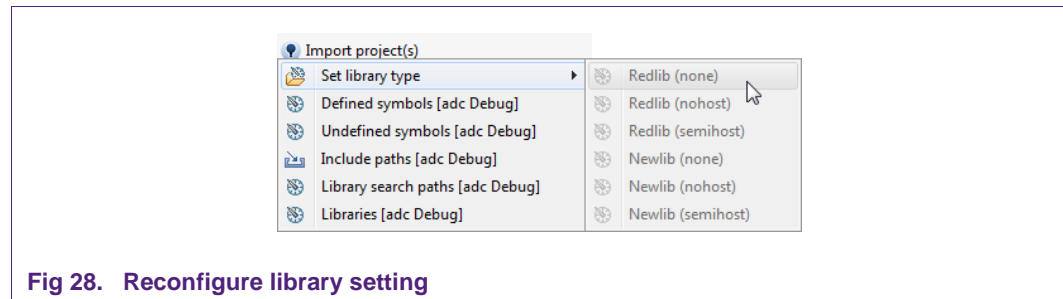 Import project(s)
Set library type
Redlib (none)
Defined symbols [adc Debug]
Redlib (nohost)
Undefined symbols [adc Debug]
Redlib (semihost)
Include paths [adc Debug]
Newlib (none)
Library search paths [adc Debug]
Newlib (nohost)
Libraries [adc Debug]
Newlib (semihost)
Fig 28. Reconfigure library setting